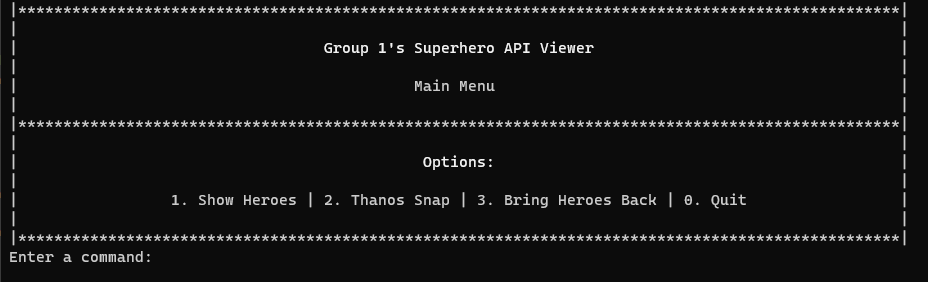 |**************************************************************************************************|
|                                                                                                  |
|                                  Group 1's Superhero API Viewer                                  |
|                                                                                                  |
|                                            Main Menu                                             |
|                                                                                                  |
|**************************************************************************************************|
|                                                                                                  |
|                                             Options:                                             |
|                                                                                                  |
|                 1. Show Heroes | 2. Thanos Snap | 3. Bring Heroes Back | 0. Quit                 |
|                                                                                                  |
|**************************************************************************************************|
Enter a command: